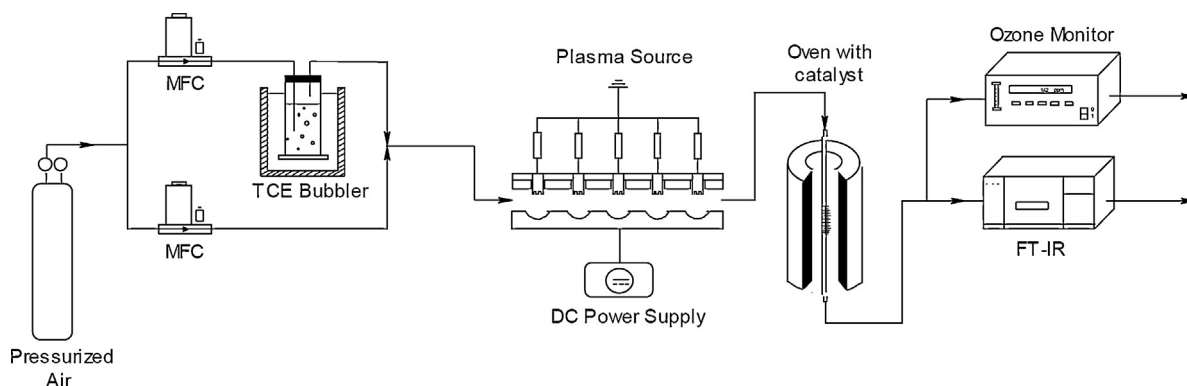 Ozone Monitor
Oven with
catalyst
Plasma Source
MFC
TCE Bubbler
MFC
FT-IR
DC Power Supply
Pressurized
Air